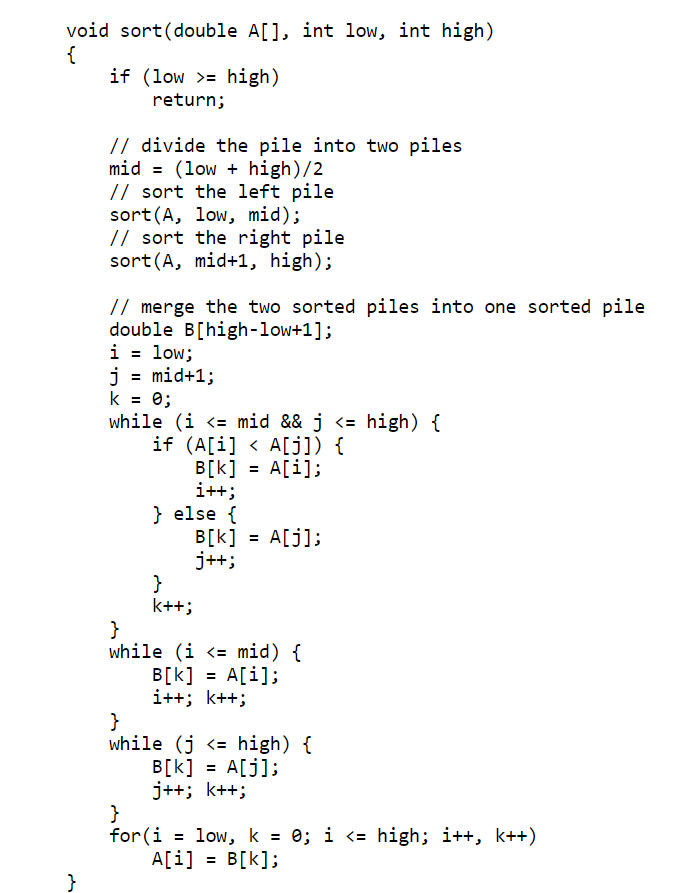 void sort(double A[], int low, int high)
{
    if (low >= high)
        return;

    // divide the pile into two piles
    mid = (low + high)/2
    // sort the left pile
    sort(A, low, mid);
    // sort the right pile
    sort(A, mid+1, high);

    // merge the two sorted piles into one sorted pile
    double B[high-low+1];
    i = low;
    j = mid+1;
    k = 0;
    while (i <= mid && j <= high) {
        if (A[i] < A[j]) {
            B[k] = A[i];
            i++;
        } else {
            B[k] = A[j];
            j++;
        }
        k++;
    }
    while (i <= mid) {
        B[k] = A[i];
        i++; k++;
    }
    while (j <= high) {
        B[k] = A[j];
        j++; k++;
    }
    for(i = low, k = 0; i <= high; i++, k++)
        A[i] = B[k];
}